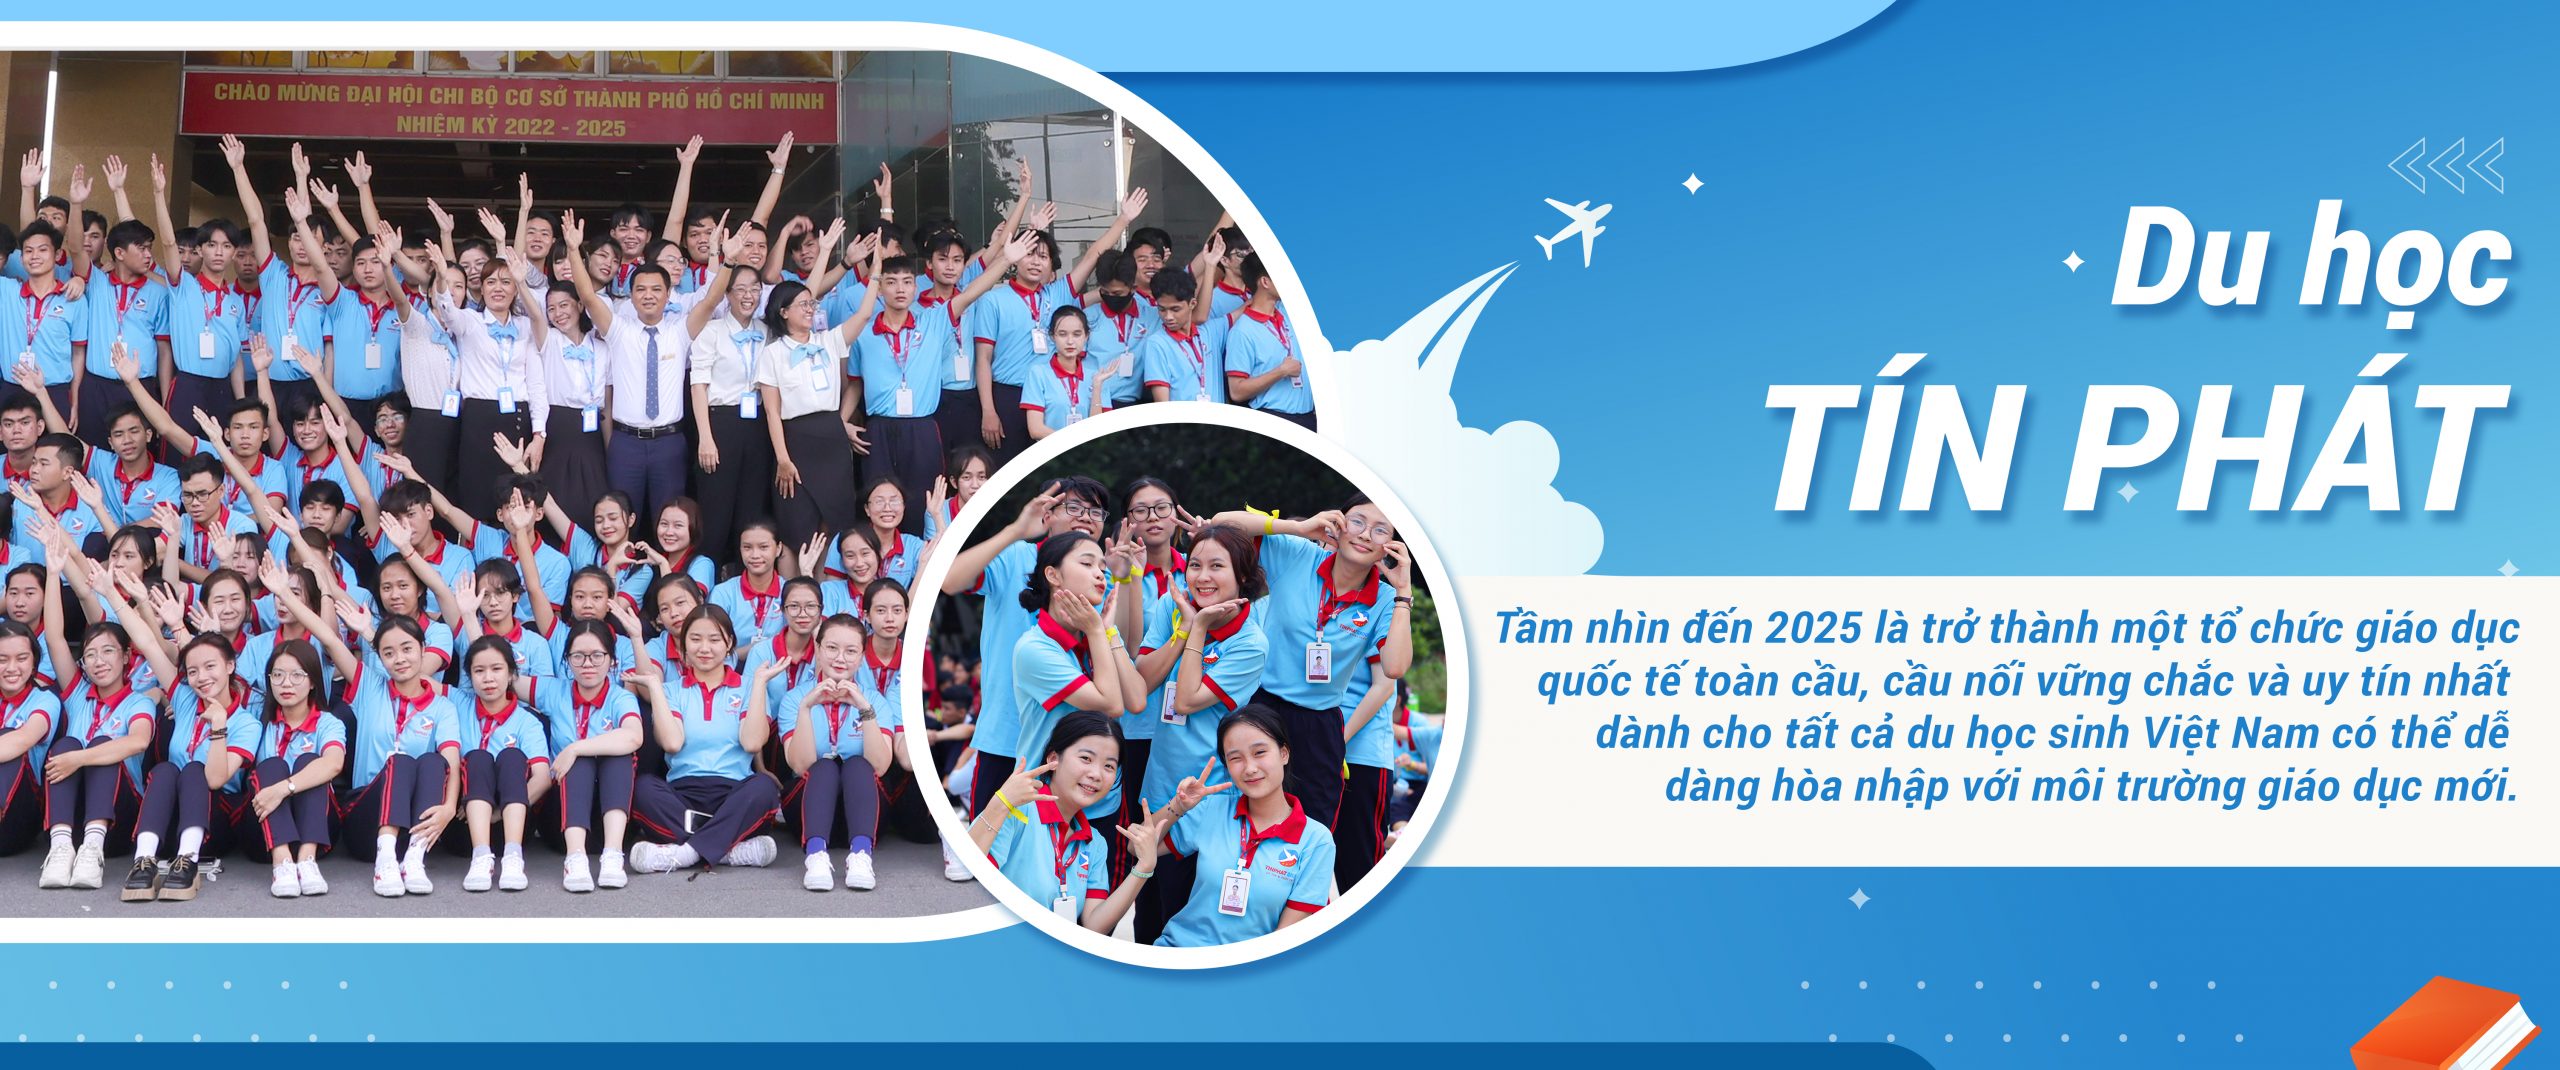 CHÀO MỪNG ĐẠI HỘI CHI BỘ CƠ SỞ THÀNH PHỐ HỒ CHÍ MINH
NHIỆM KỲ 2022 - 2025
Du học
TÍN PHÁT
Tầm nhìn đến 2025 là trở thành một tổ chức giáo dục
quốc tế toàn cầu, cầu nối vững chắc và uy tín nhất
dành cho tất cả du học sinh Việt Nam có thể dễ
dàng hòa nhập với môi trường giáo dục mới.